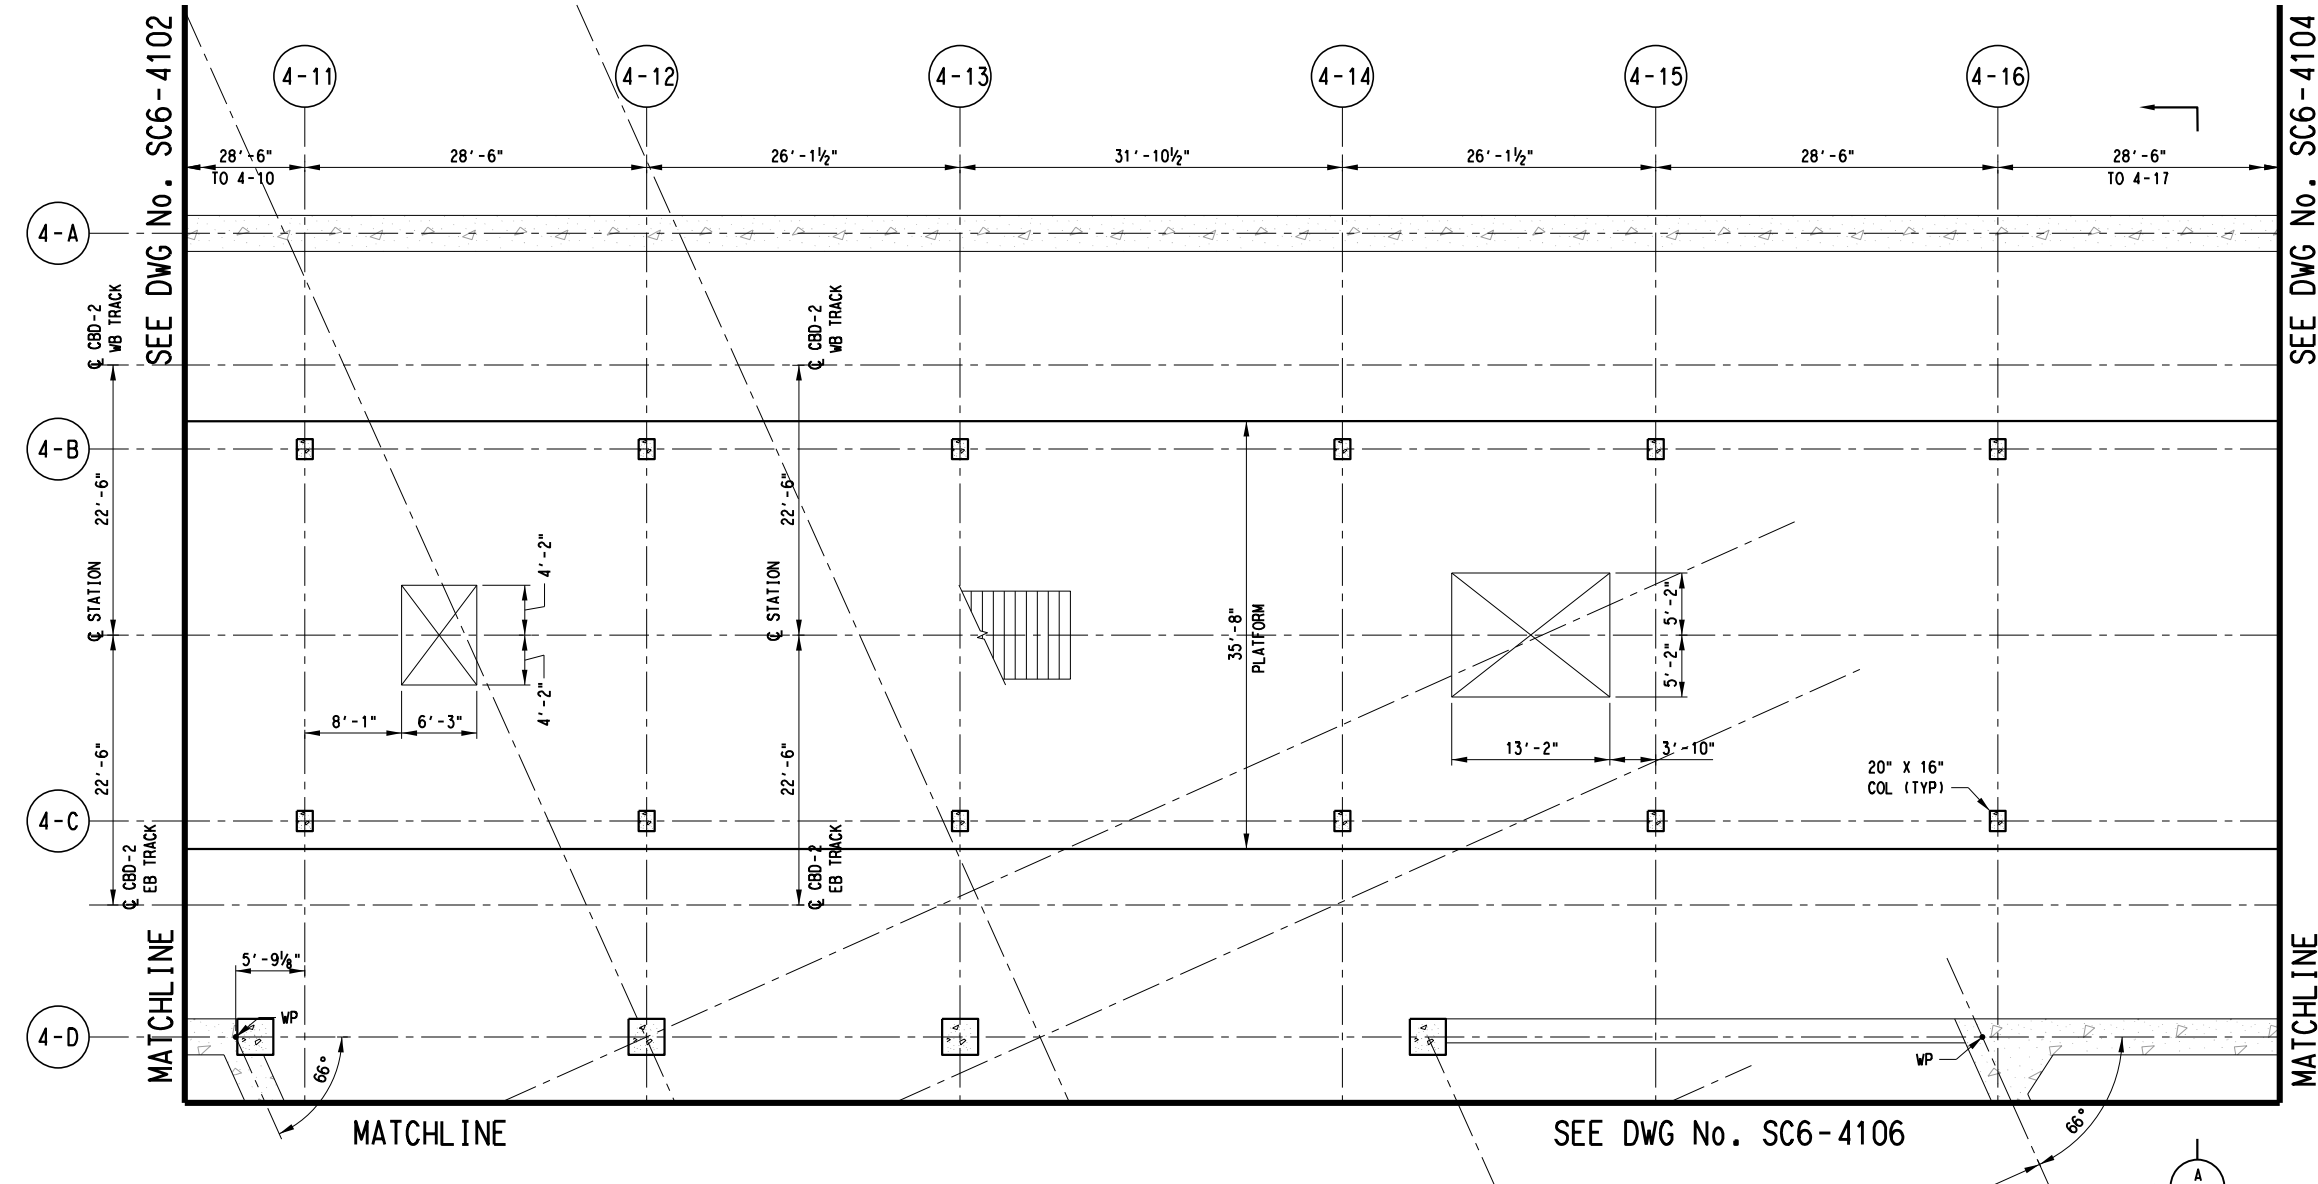 SEE DWG No. SC6-4102
SEE DWG No. SC6-4104
4-11
4-12
4-13
4-14
4-15
4-16
28'-6"
TO 4-10
28'-6"
26'-1½"
31'-10½"
26'-1½"
28'-6"
28'-6"
TO 4-17
4-A
℄ CBD-2
WB TRACK
℄ CBD-2
WB TRACK
4-B
22'-6"
22'-6"
℄ STATION
℄ STATION
4'-2"
4'-2"
35'-8"
PLATFORM
5'-2"
5'-2"
8'-1"
6'-3"
13'-2"
3'-10"
22'-6"
22'-6"
20" X 16"
COL (TYP)
4-C
℄ CBD-2
EB TRACK
℄ CBD-2
EB TRACK
5'-9⅛"
WP
4-D
66°
WP
66°
MATCHLINE
MATCHLINE
MATCHLINE
SEE DWG No. SC6-4106
A